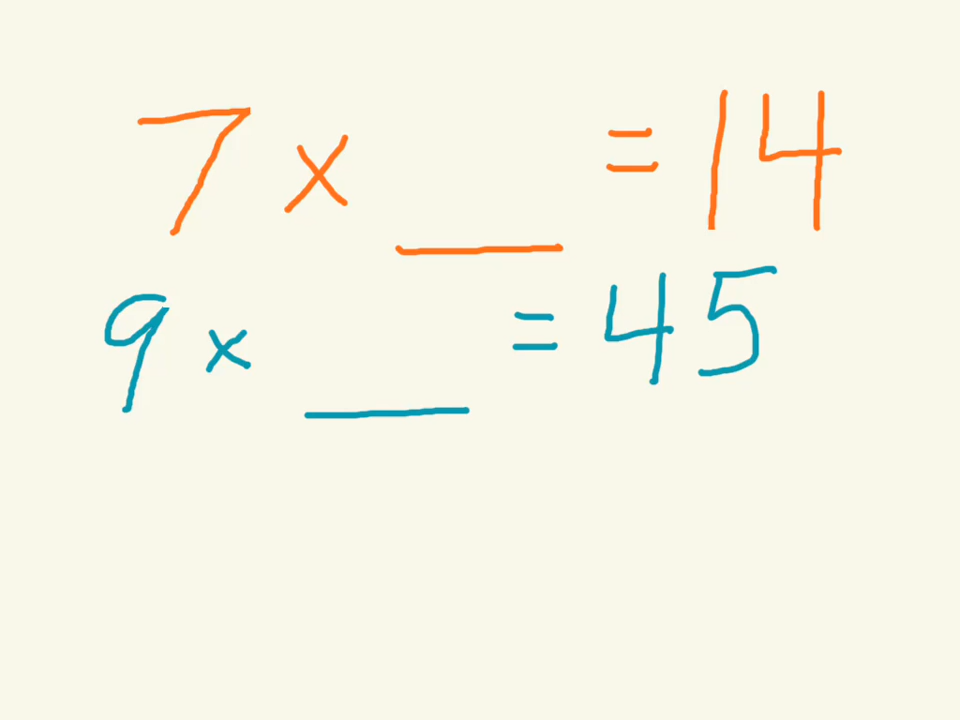 7 x ___ = 14
9 x ___ = 45